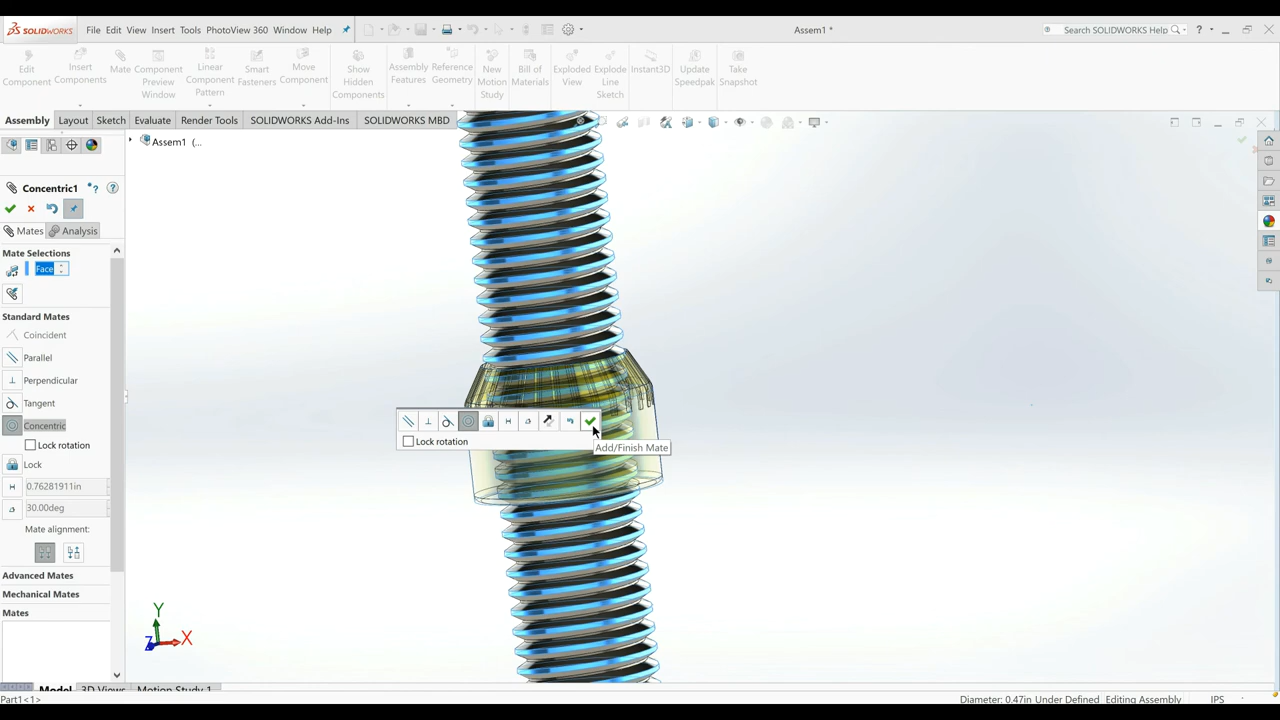 SOLIDWORKS File Edit View Insert Tools PhotoView 360 Window Help Assem1 * Search SOLIDWORKS Help ?
Edit Component
Insert Components
Mate
Component Preview Window
Linear Component Pattern
Smart Fasteners
Move Component
Show Hidden Components
Assembly Features
Reference Geometry
New Motion Study
Bill of Materials
Exploded View
Explode Line Sketch
Instant3D
Update Speedpak
Take Snapshot
Assembly Layout Sketch Evaluate Render Tools SOLIDWORKS Add-Ins SOLIDWORKS MBD
Assem1 (...
Concentric1 * ? ?
Mates Analysis
Mate Selections
Face
Standard Mates
Coincident
Parallel
Perpendicular
Tangent
Concentric
Lock rotation
Lock
0.76281911in
30.00deg
Mate alignment:
Advanced Mates
Mechanical Mates
Mates
Lock rotation
Add/Finish Mate
Y
Z X
Model 3D Views Motion Study 1
Part1<1> Diameter: 0.47in Under Defined Editing Assembly IPS